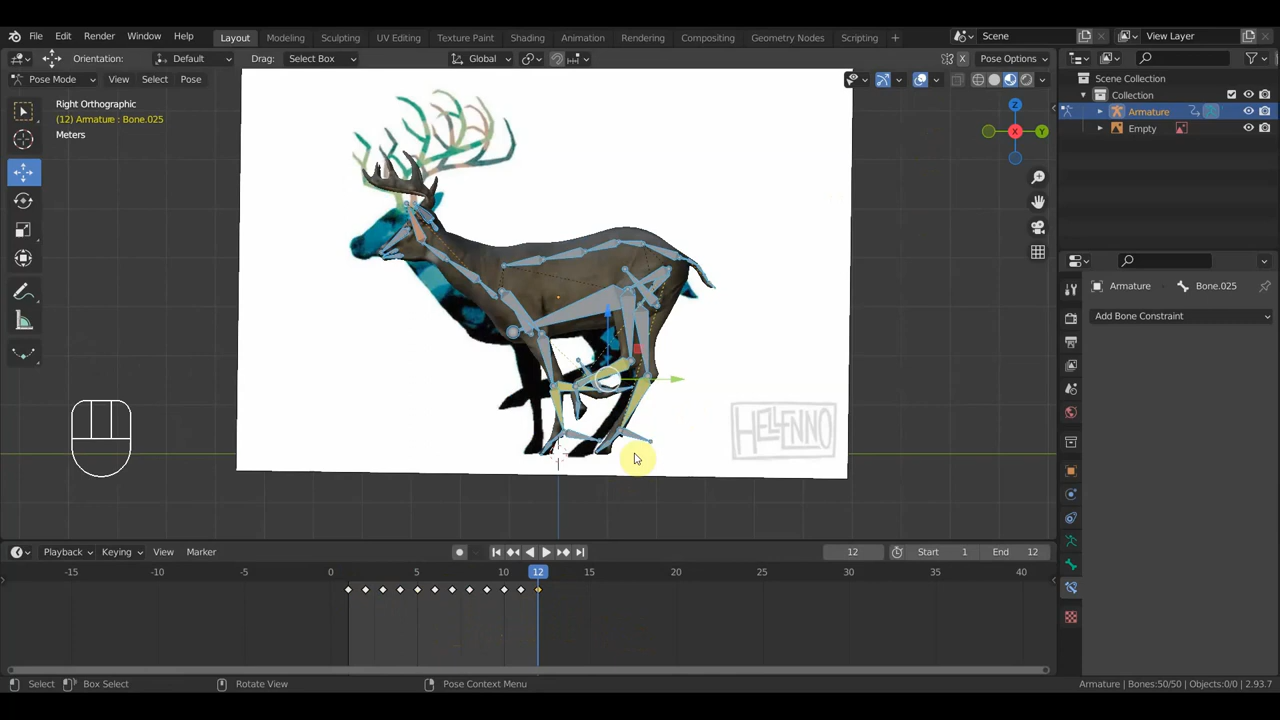 File Edit Render Window Help Layout Modeling Sculpting UV Editing Texture Paint Shading Animation Rendering Compositing Geometry Nodes Scripting + Scene View Layer
Orientation: Default Drag: Select Box Global Pose Options
Pose Mode View Select Pose
Right Orthographic
(12) Armature : Bone.025
Meters
Z
X
Y
HELLENNO
Scene Collection
Collection
Armature
Empty
Armature Bone.025
Add Bone Constraint
Playback Keying View Marker 12 Start 1 End 12
-15 -10 -5 0 5 10 12 15 20 25 30 35 40
Select Box Select Rotate View Pose Context Menu Armature | Bones:50/50 | Objects:0/0 | 2.93.7